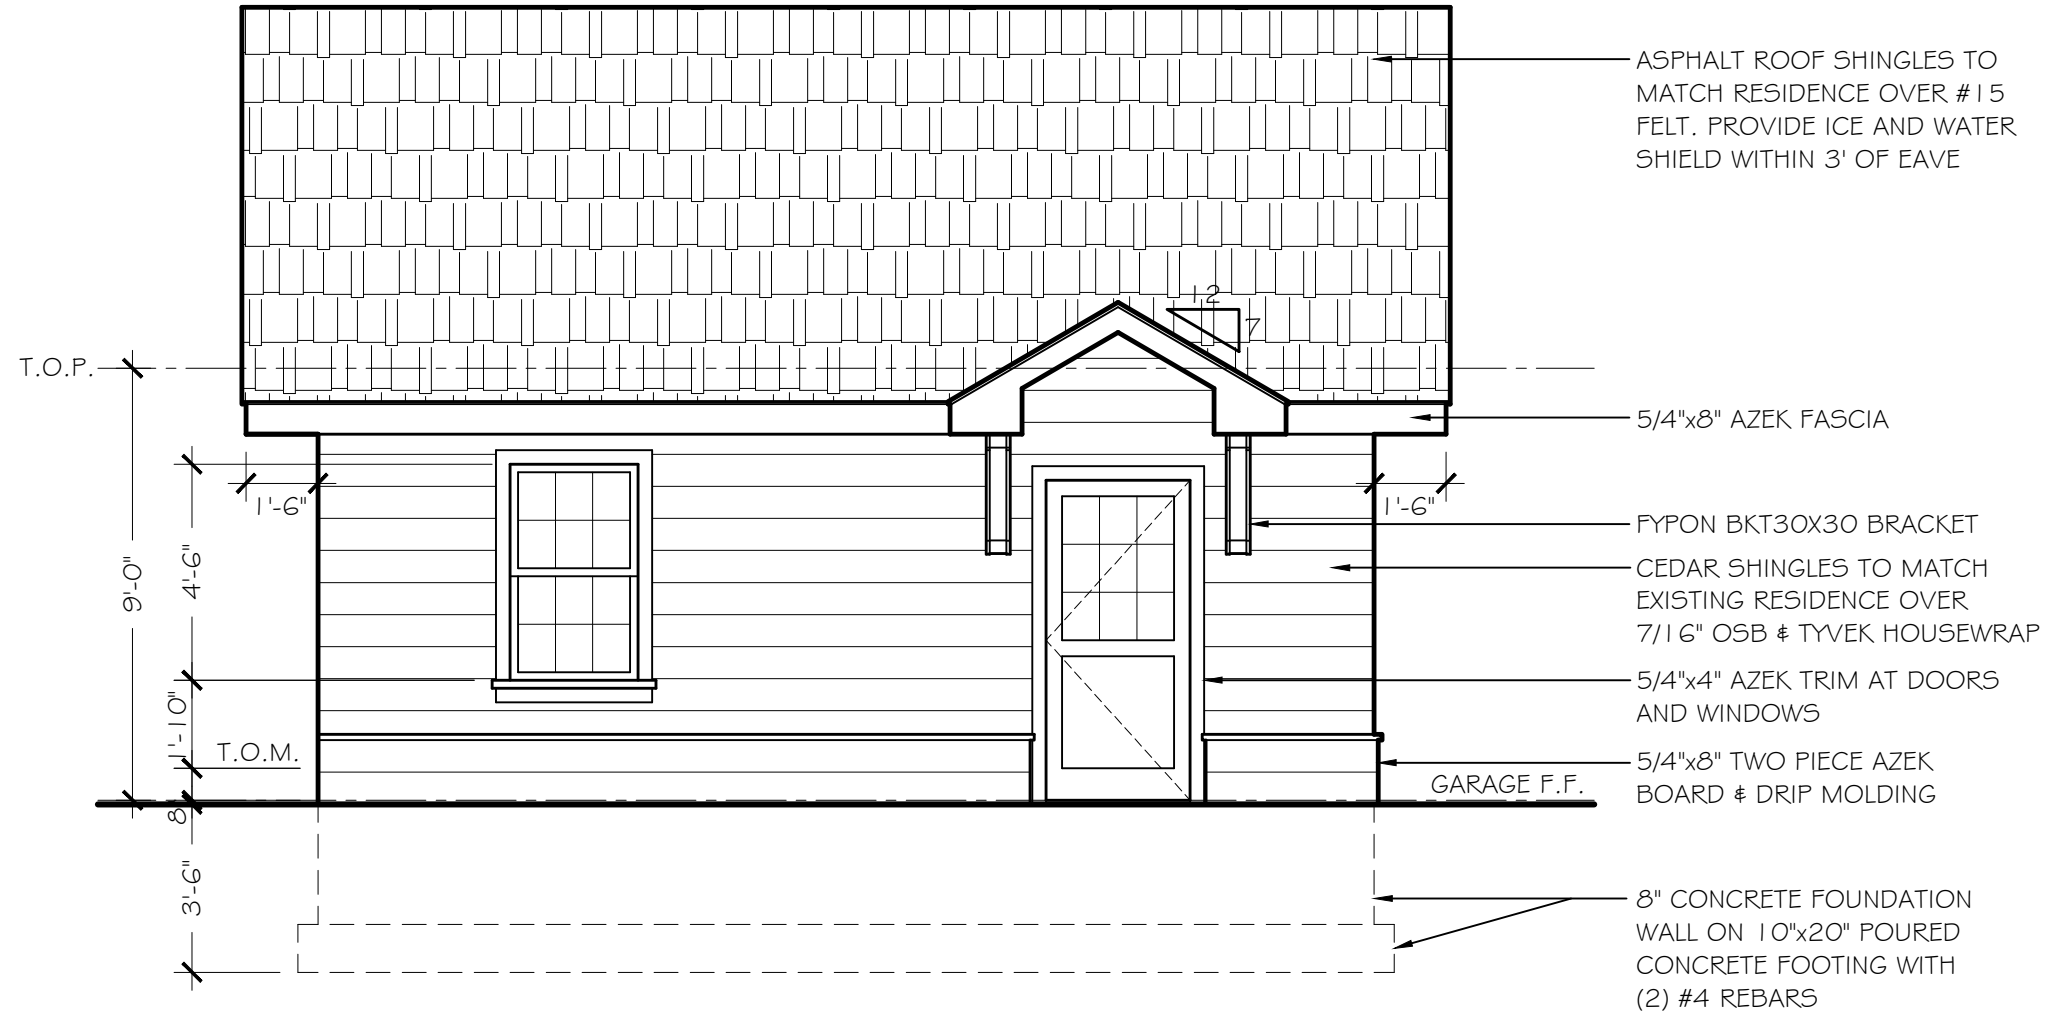 ASPHALT ROOF SHINGLES TO
MATCH RESIDENCE OVER #15
FELT. PROVIDE ICE AND WATER
SHIELD WITHIN 3' OF EAVE
12
7
T.O.P.
5/4"x8" AZEK FASCIA
1'-6"
1'-6"
FYPON BKT30X30 BRACKET
9'-0"
4'-6"
CEDAR SHINGLES TO MATCH
EXISTING RESIDENCE OVER
7/16" OSB & TYVEK HOUSEWRAP
5/4"x4" AZEK TRIM AT DOORS
AND WINDOWS
1'-10"
T.O.M.
5/4"x8" TWO PIECE AZEK
BOARD & DRIP MOLDING
GARAGE F.F.
8"
3'-6"
8" CONCRETE FOUNDATION
WALL ON 10"x20" POURED
CONCRETE FOOTING WITH
(2) #4 REBARS